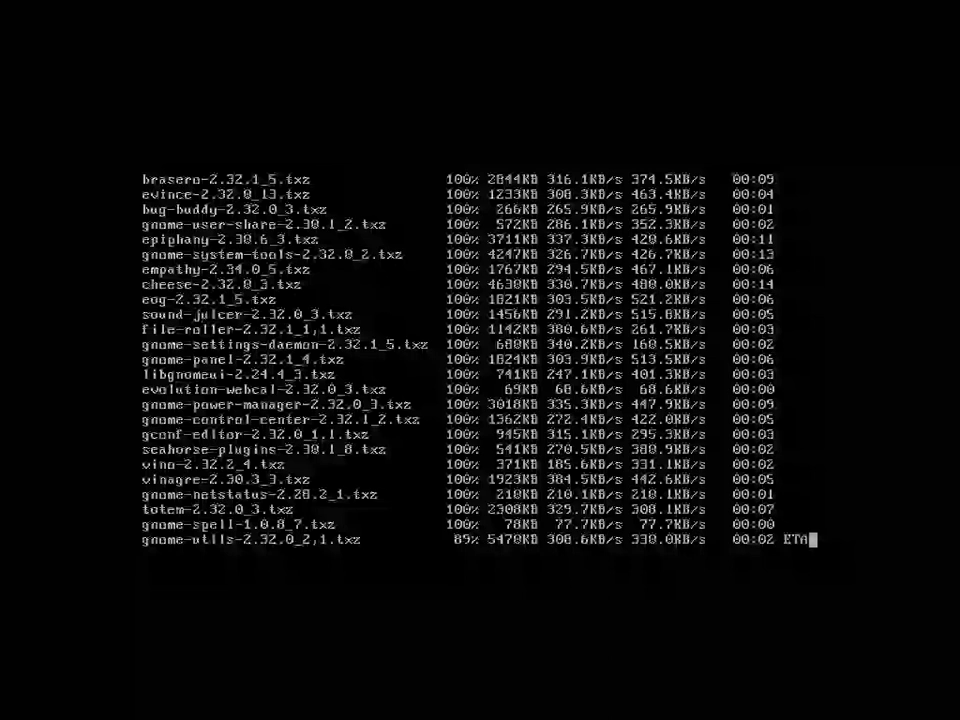 brasero-2.32.1_5.txz 100% 2844KB 316.1KB/s 374.5KB/s 00:09
evince-2.32.0_13.txz 100% 1233KB 308.3KB/s 463.4KB/s 00:04
bug-buddy-2.32.0_3.txz 100% 266KB 265.9KB/s 265.9KB/s 00:01
gnome-user-share-2.30.1_2.txz 100% 572KB 286.1KB/s 352.3KB/s 00:02
epiphany-2.30.6_3.txz 100% 3711KB 337.3KB/s 420.6KB/s 00:11
gnome-system-tools-2.32.0_2.txz 100% 4247KB 326.7KB/s 426.7KB/s 00:13
empathy-2.34.0_5.txz 100% 1767KB 294.5KB/s 467.1KB/s 00:06
cheese-2.32.0_3.txz 100% 4630KB 330.7KB/s 480.0KB/s 00:14
eog-2.32.1_5.txz 100% 1821KB 303.5KB/s 521.2KB/s 00:06
sound-juicer-2.32.0_3.txz 100% 1456KB 291.2KB/s 515.8KB/s 00:05
file-roller-2.32.1_1,1.txz 100% 1142KB 380.6KB/s 261.7KB/s 00:03
gnome-settings-daemon-2.32.1_5.txz 100% 680KB 340.2KB/s 160.5KB/s 00:02
gnome-panel-2.32.1_4.txz 100% 1824KB 303.9KB/s 513.5KB/s 00:06
libgnomeui-2.24.4_3.txz 100% 741KB 247.1KB/s 401.3KB/s 00:03
evolution-webcal-2.32.0_3.txz 100% 69KB 68.6KB/s 68.6KB/s 00:00
gnome-power-manager-2.32.0_3.txz 100% 3018KB 335.3KB/s 447.9KB/s 00:09
gnome-control-center-2.32.1_2.txz 100% 1362KB 272.4KB/s 422.0KB/s 00:05
gconf-editor-2.32.0_1,1.txz 100% 945KB 315.1KB/s 295.3KB/s 00:03
seahorse-plugins-2.30.1_8.txz 100% 541KB 270.5KB/s 380.9KB/s 00:02
vino-2.32.2_4.txz 100% 371KB 185.6KB/s 331.1KB/s 00:02
vinagre-2.30.3_3.txz 100% 1923KB 384.5KB/s 442.6KB/s 00:05
gnome-netstatus-2.28.2_1.txz 100% 210KB 210.1KB/s 210.1KB/s 00:01
totem-2.32.0_3.txz 100% 2308KB 329.7KB/s 308.1KB/s 00:07
gnome-spell-1.0.8_7.txz 100% 78KB 77.7KB/s 77.7KB/s 00:00
gnome-utils-2.32.0_2,1.txz 89% 5470KB 308.6KB/s 338.0KB/s 00:02 ETA